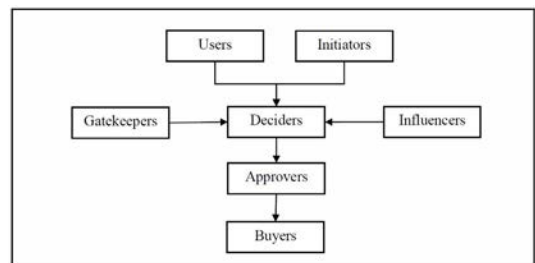 Users
Initiators
Gatekeepers
Deciders
Influencers
Approvers
Buyers